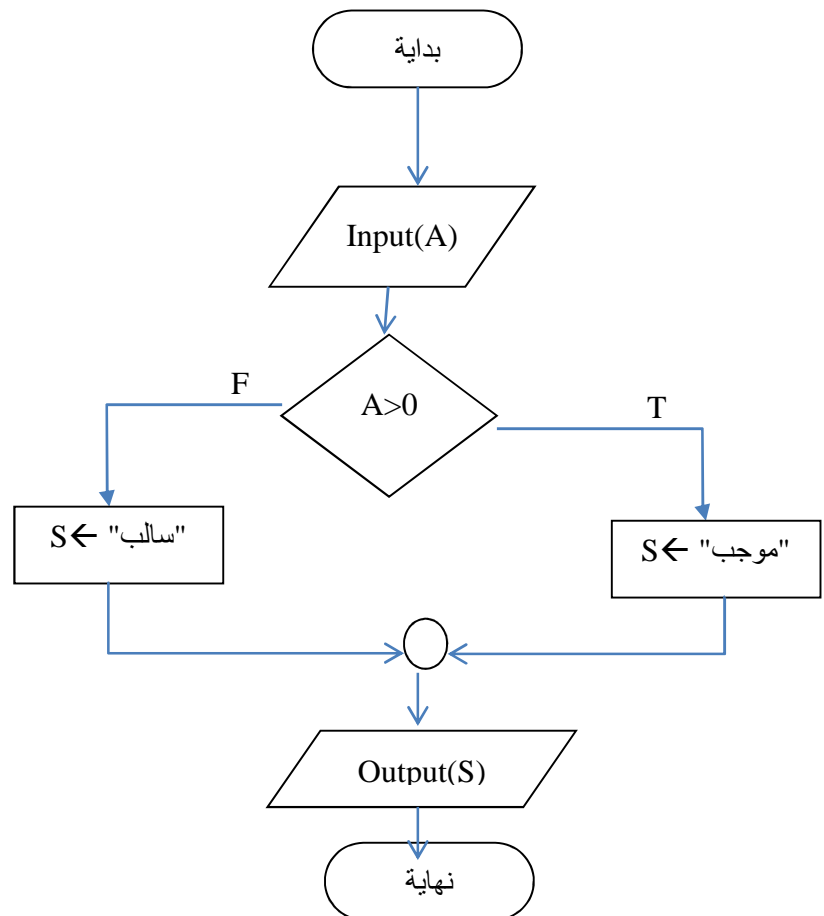 بداية
Input(A)
A>0
F
T
S← "سالب"
S← "موجب"
Output(S)
نهاية